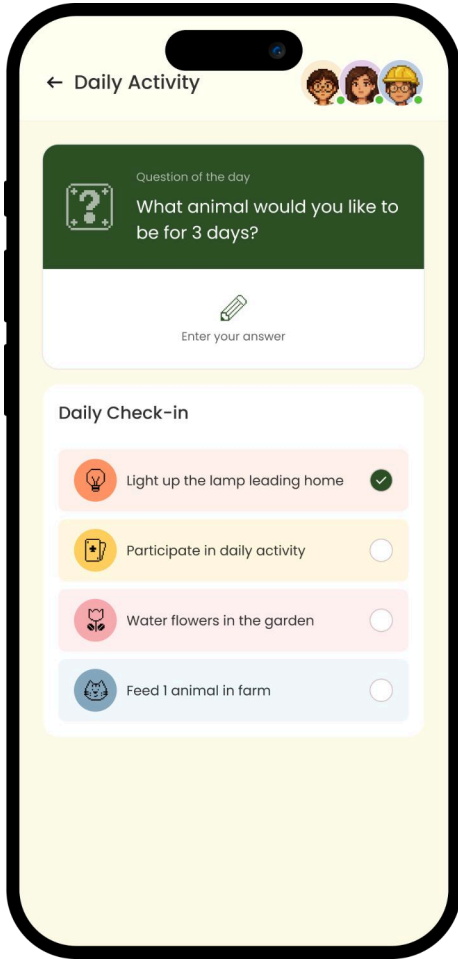 ← Daily Activity
Question of the day
What animal would you like to
be for 3 days?
Enter your answer
Daily Check-in
Light up the lamp leading home
Participate in daily activity
Water flowers in the garden
Feed 1 animal in farm